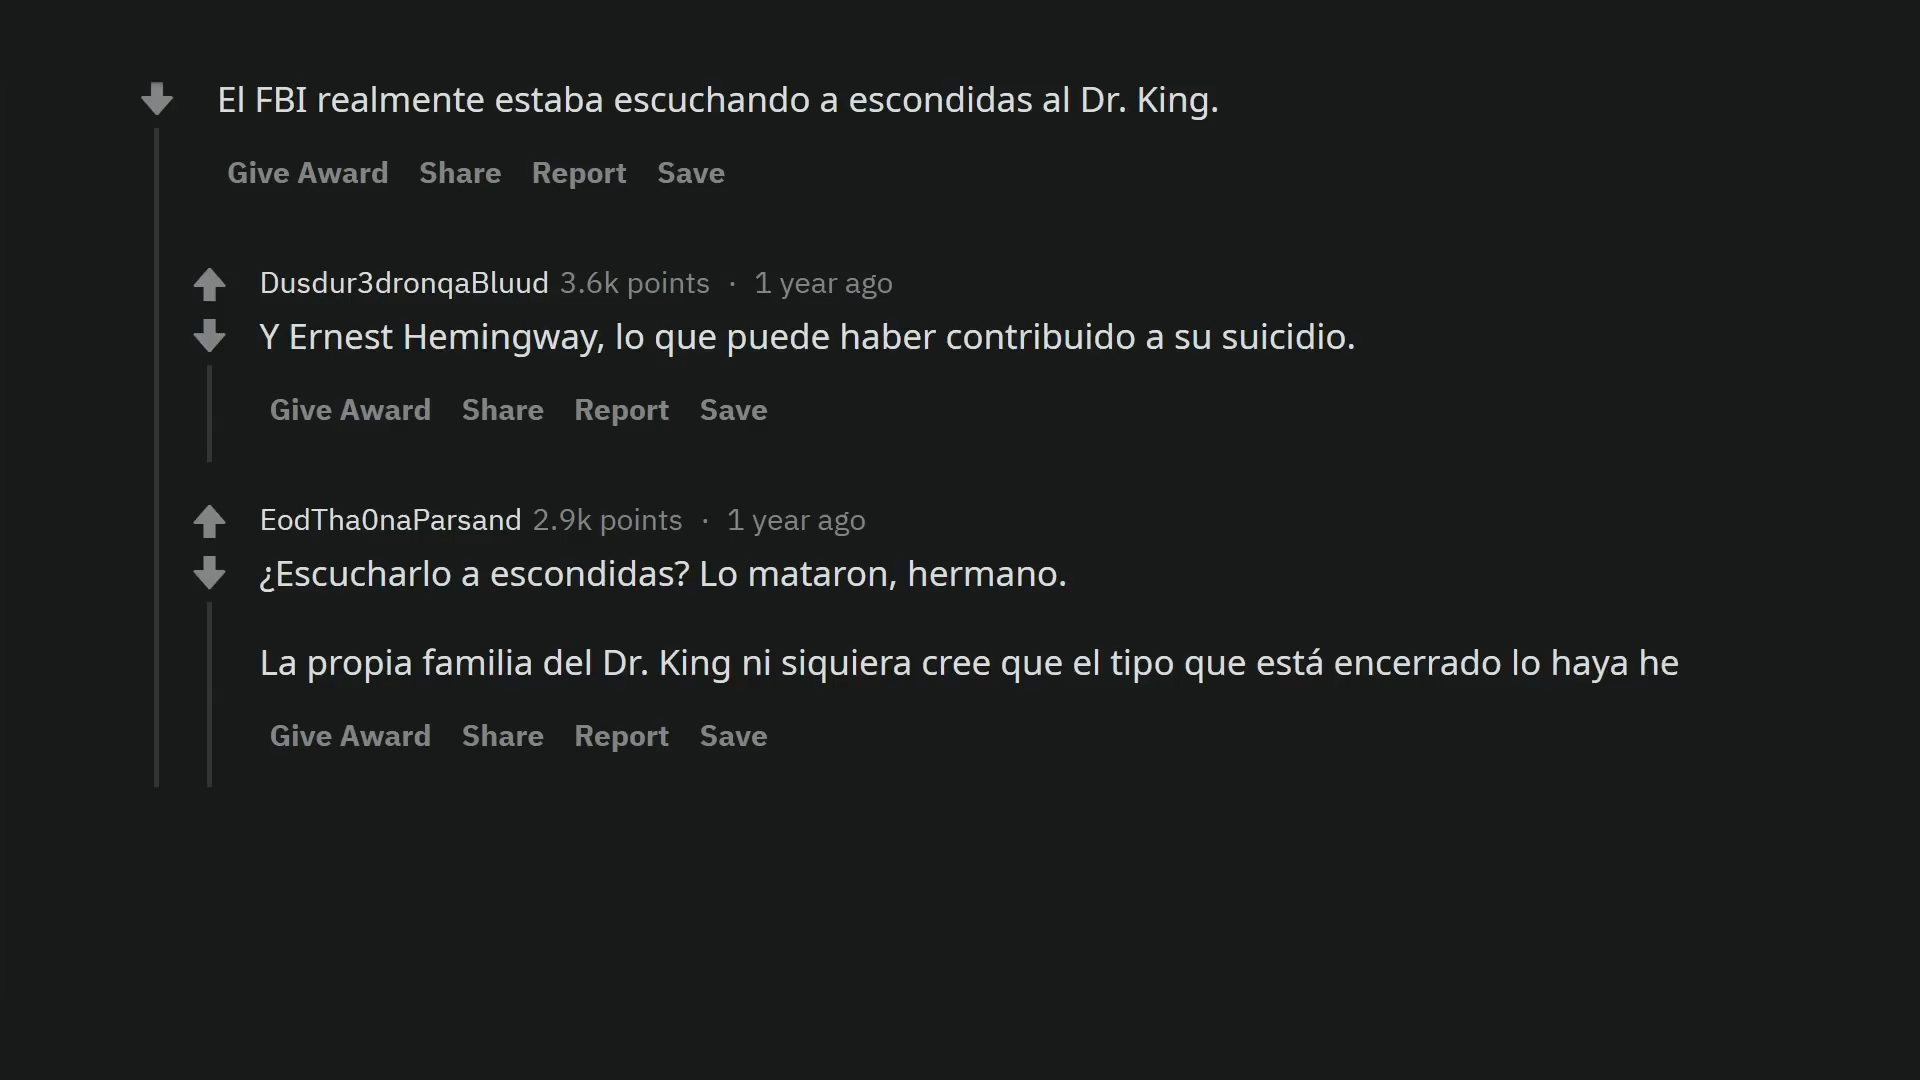 El FBI realmente estaba escuchando a escondidas al Dr. King.
Give Award Share Report Save
Dusdur3dronqaBluud 3.6k points · 1 year ago
Y Ernest Hemingway, lo que puede haber contribuido a su suicidio.
Give Award Share Report Save
EodTha0naParsand 2.9k points · 1 year ago
¿Escucharlo a escondidas? Lo mataron, hermano.
La propia familia del Dr. King ni siquiera cree que el tipo que está encerrado lo haya he
Give Award Share Report Save